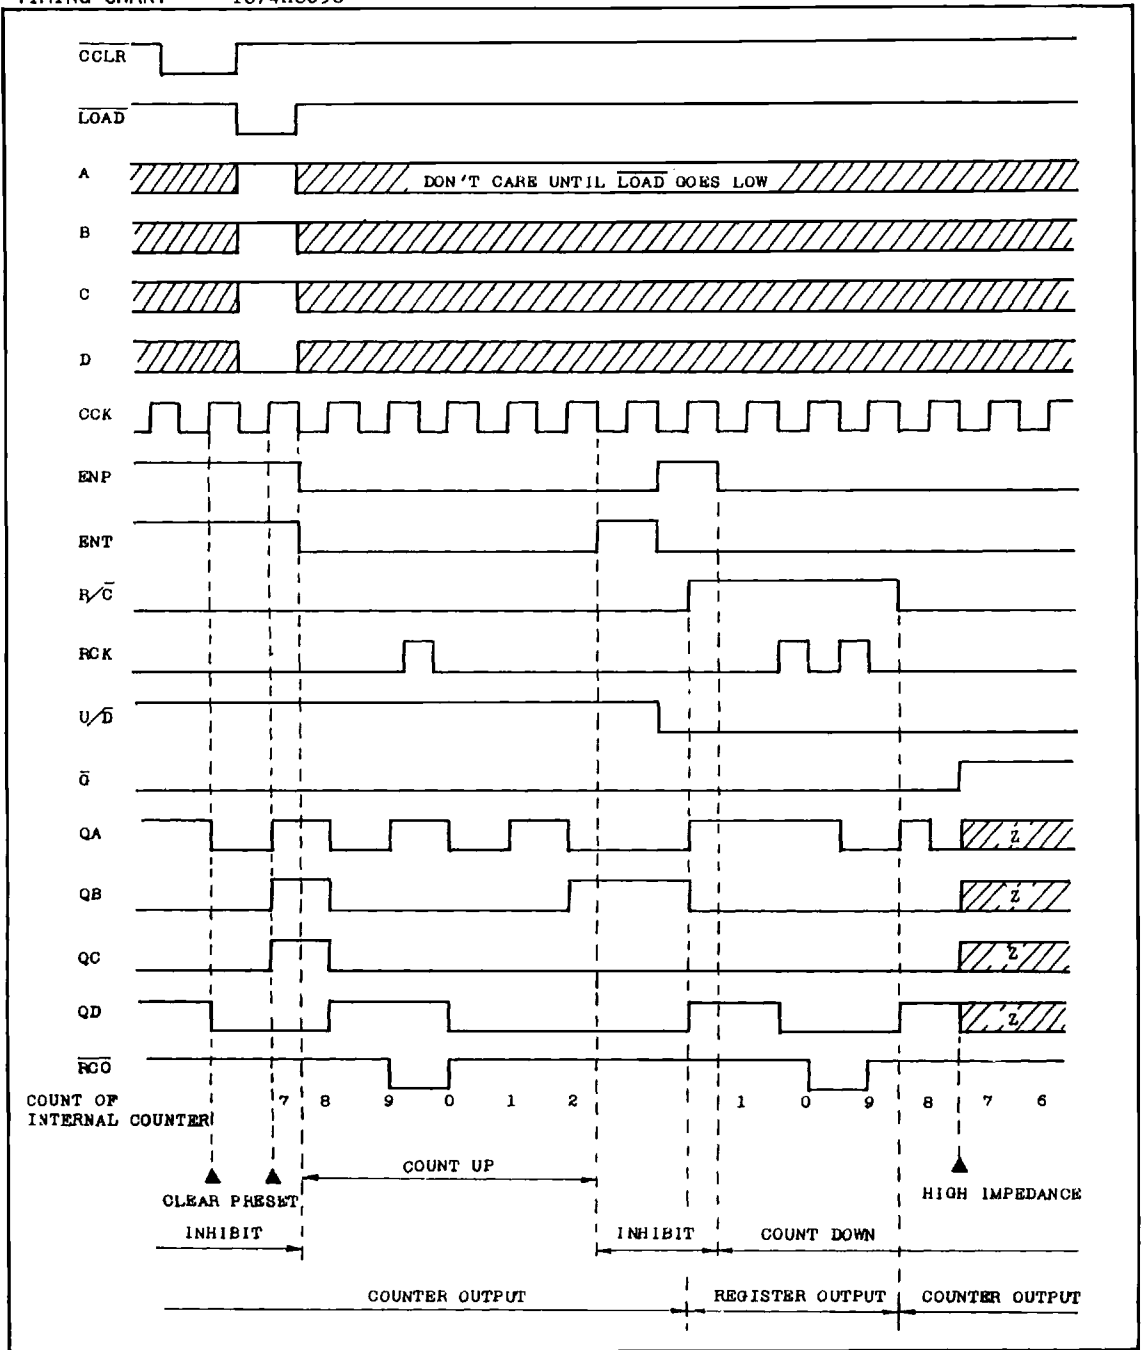 CCLR
LOAD
A DON'T CARE UNTIL LOAD GOES LOW
B
C
D
CCK
ENP
ENT
R/C
RCK
U/D
G
QA Z
QB Z
QC Z
QD Z
RCO
COUNT OF
INTERNAL COUNTER 7 8 9 0 1 2 1 0 9 8 7 6
COUNT UP
CLEAR PRESET HIGH IMPEDANCE
INHIBIT INHIBIT COUNT DOWN
COUNTER OUTPUT REGISTER OUTPUT COUNTER OUTPUT